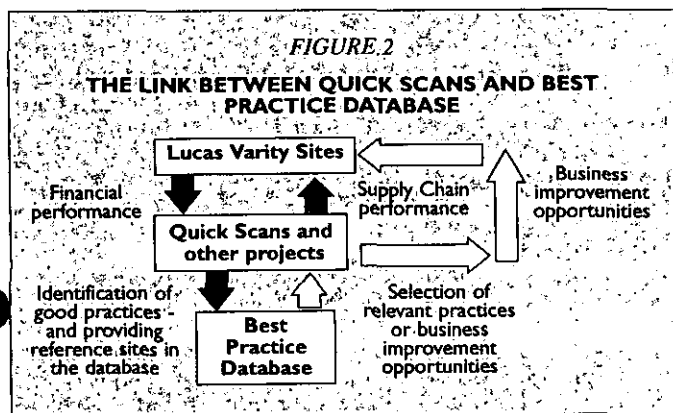 FIGURE 2
THE LINK BETWEEN QUICK SCANS AND BEST
PRACTICE DATABASE
Lucas Varity Sites
Financial
performance
Supply Chain
performance
Business
improvement
opportunities
Quick Scans and
other projects
Identification of
good practices -
and providing
reference sites in
the database
Best
Practice
Database
Selection of
relevant practices
or business
improvement
opportunities